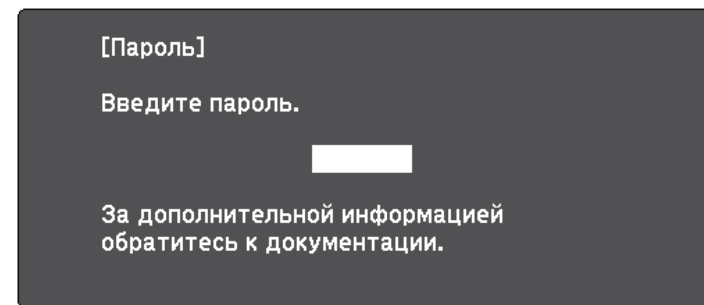 [Пароль]
Введите пароль.
За дополнительной информацией
обратитесь к документации.